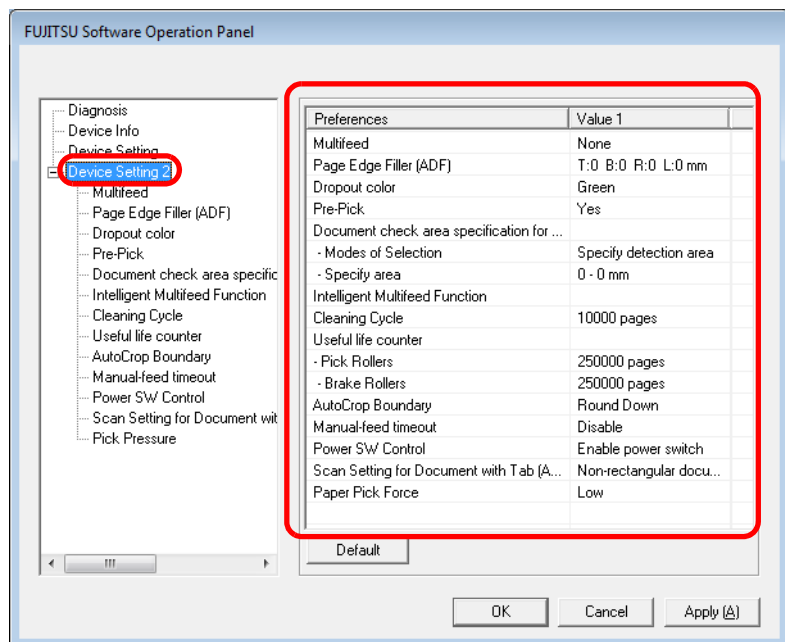 FUJITSU Software Operation Panel
Diagnosis
Device Info
Device Setting
Device Setting 2
Multifeed
Page Edge Filler (ADF)
Dropout color
Pre-Pick
Document check area specific
Intelligent Multifeed Function
Cleaning Cycle
Useful life counter
AutoCrop Boundary
Manual-feed timeout
Power SW Control
Scan Setting for Document wit
Pick Pressure
Preferences Value 1
Multifeed None
Page Edge Filler (ADF) T:0 B:0 R:0 L:0 mm
Dropout color Green
Pre-Pick Yes
Document check area specification for ...
- Modes of Selection Specify detection area
- Specify area 0 - 0 mm
Intelligent Multifeed Function
Cleaning Cycle 10000 pages
Useful life counter
- Pick Rollers 250000 pages
- Brake Rollers 250000 pages
AutoCrop Boundary Round Down
Manual-feed timeout Disable
Power SW Control Enable power switch
Scan Setting for Document with Tab (A... Non-rectangular docu...
Paper Pick Force Low
Default
OK Cancel Apply (A)